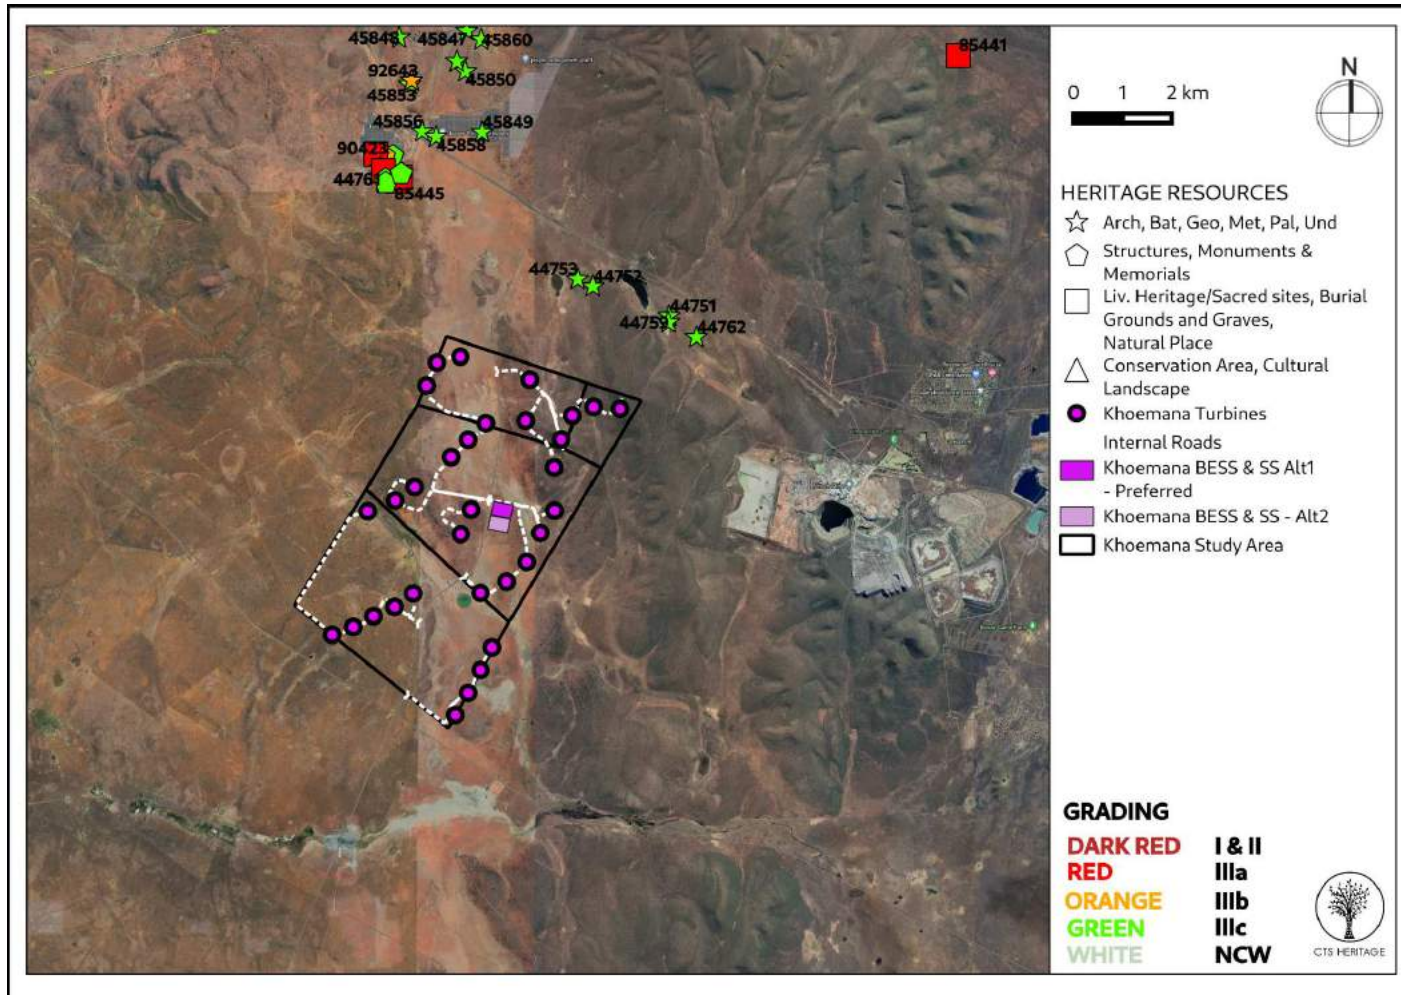 45848
45847
45860
92643
45850
45853
45856
45849
45858
90423
85445
85441
44753
44752
44751
44759
44762
0 1 2 km
N
HERITAGE RESOURCES
Arch, Bat, Geo, Met, Pal, Und
Structures, Monuments &
Memorials
Liv. Heritage/Sacred sites, Burial
Grounds and Graves,
Natural Place
Conservation Area, Cultural
Landscape
Khoemana Turbines
Internal Roads
Khoemana BESS & SS Alt1
- Preferred
Khoemana BESS & SS - Alt2
Khoemana Study Area
GRADING
DARK RED I & II
RED IIIa
ORANGE IIIb
GREEN IIIc
WHITE NCW
CTS HERITAGE